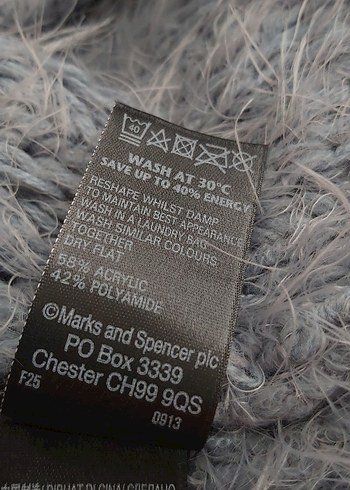 40
WASH AT 30°C
SAVE UP TO 40% ENERGY
RESHAPE WHILST DAMP
TO MAINTAIN BEST APPEARANCE
WASH IN A LAUNDRY BAG
WASH SIMILAR COLOURS
TOGETHER
DRY FLAT
58% ACRYLIC
42% POLYAMIDE
©Marks and Spencer plc
PO Box 3339
Chester CH99 9QS
F25
0913